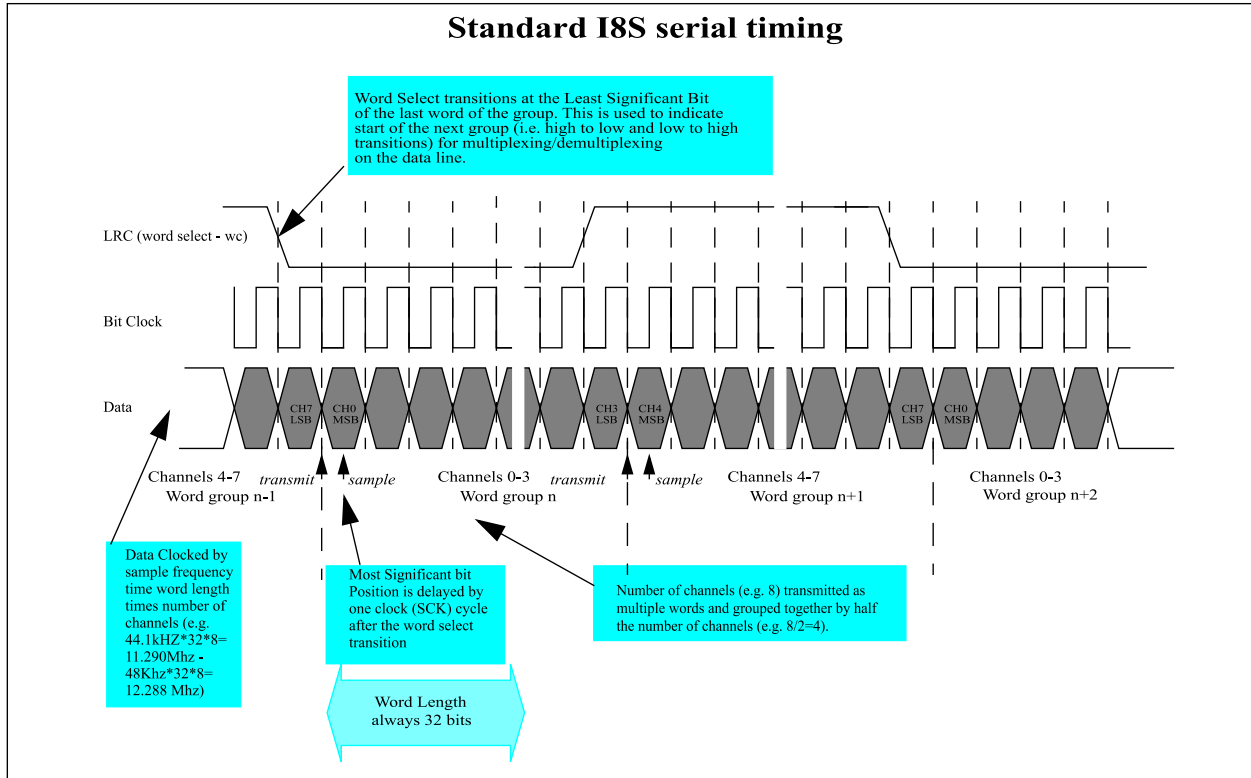 Standard I8S serial timing
Word Select transitions at the Least Significant Bit
of the last word of the group. This is used to indicate
start of the next group (i.e. high to low and low to high
transitions) for multiplexing/demultiplexing
on the data line.
LRC (word select - wc)
Bit Clock
Data
CH7
LSB
CH0
MSB
CH3
LSB
CH4
MSB
CH7
LSB
CH0
MSB
Channels 4-7
Word group n-1
transmit
sample
Channels 0-3
Word group n
transmit
sample
Channels 4-7
Word group n+1
Channels 0-3
Word group n+2
Data Clocked by
sample frequency
time word length
times number of
channels (e.g.
44.1kHZ*32*8=
11.290Mhz -
48Khz*32*8=
12.288 Mhz)
Most Significant bit
Position is delayed by
one clock (SCK) cycle
after the word select
transition
Number of channels (e.g. 8) transmitted as
multiple words and grouped together by half
the number of channels (e.g. 8/2=4).
Word Length
always 32 bits